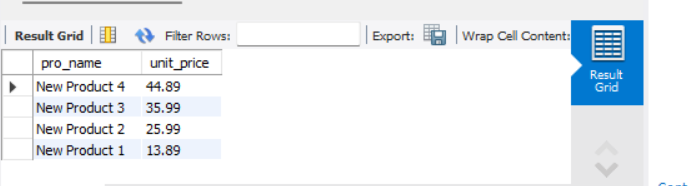 Result Grid Filter Rows: Export: Wrap Cell Content:
Result
Grid
pro_name unit_price
New Product 4 44.89
New Product 3 35.99
New Product 2 25.99
New Product 1 13.89